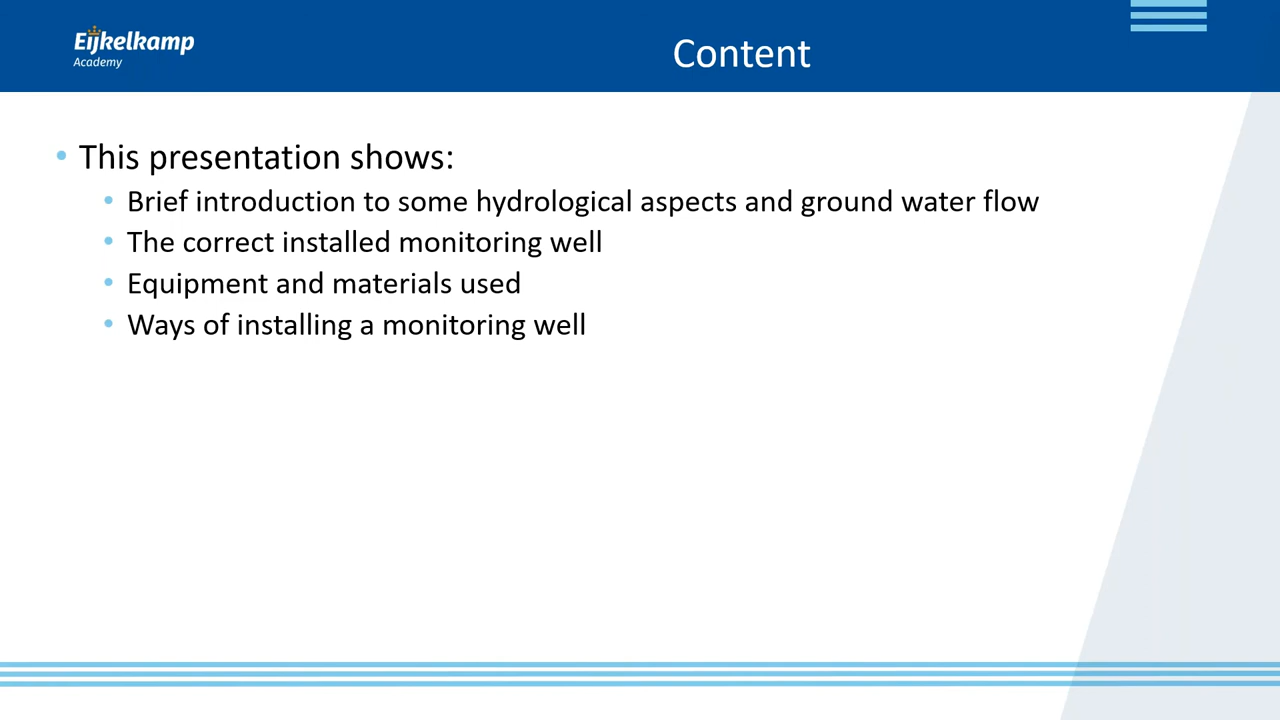 Eijkelkamp
Academy
Content
• This presentation shows:
• Brief introduction to some hydrological aspects and ground water flow
• The correct installed monitoring well
• Equipment and materials used
• Ways of installing a monitoring well